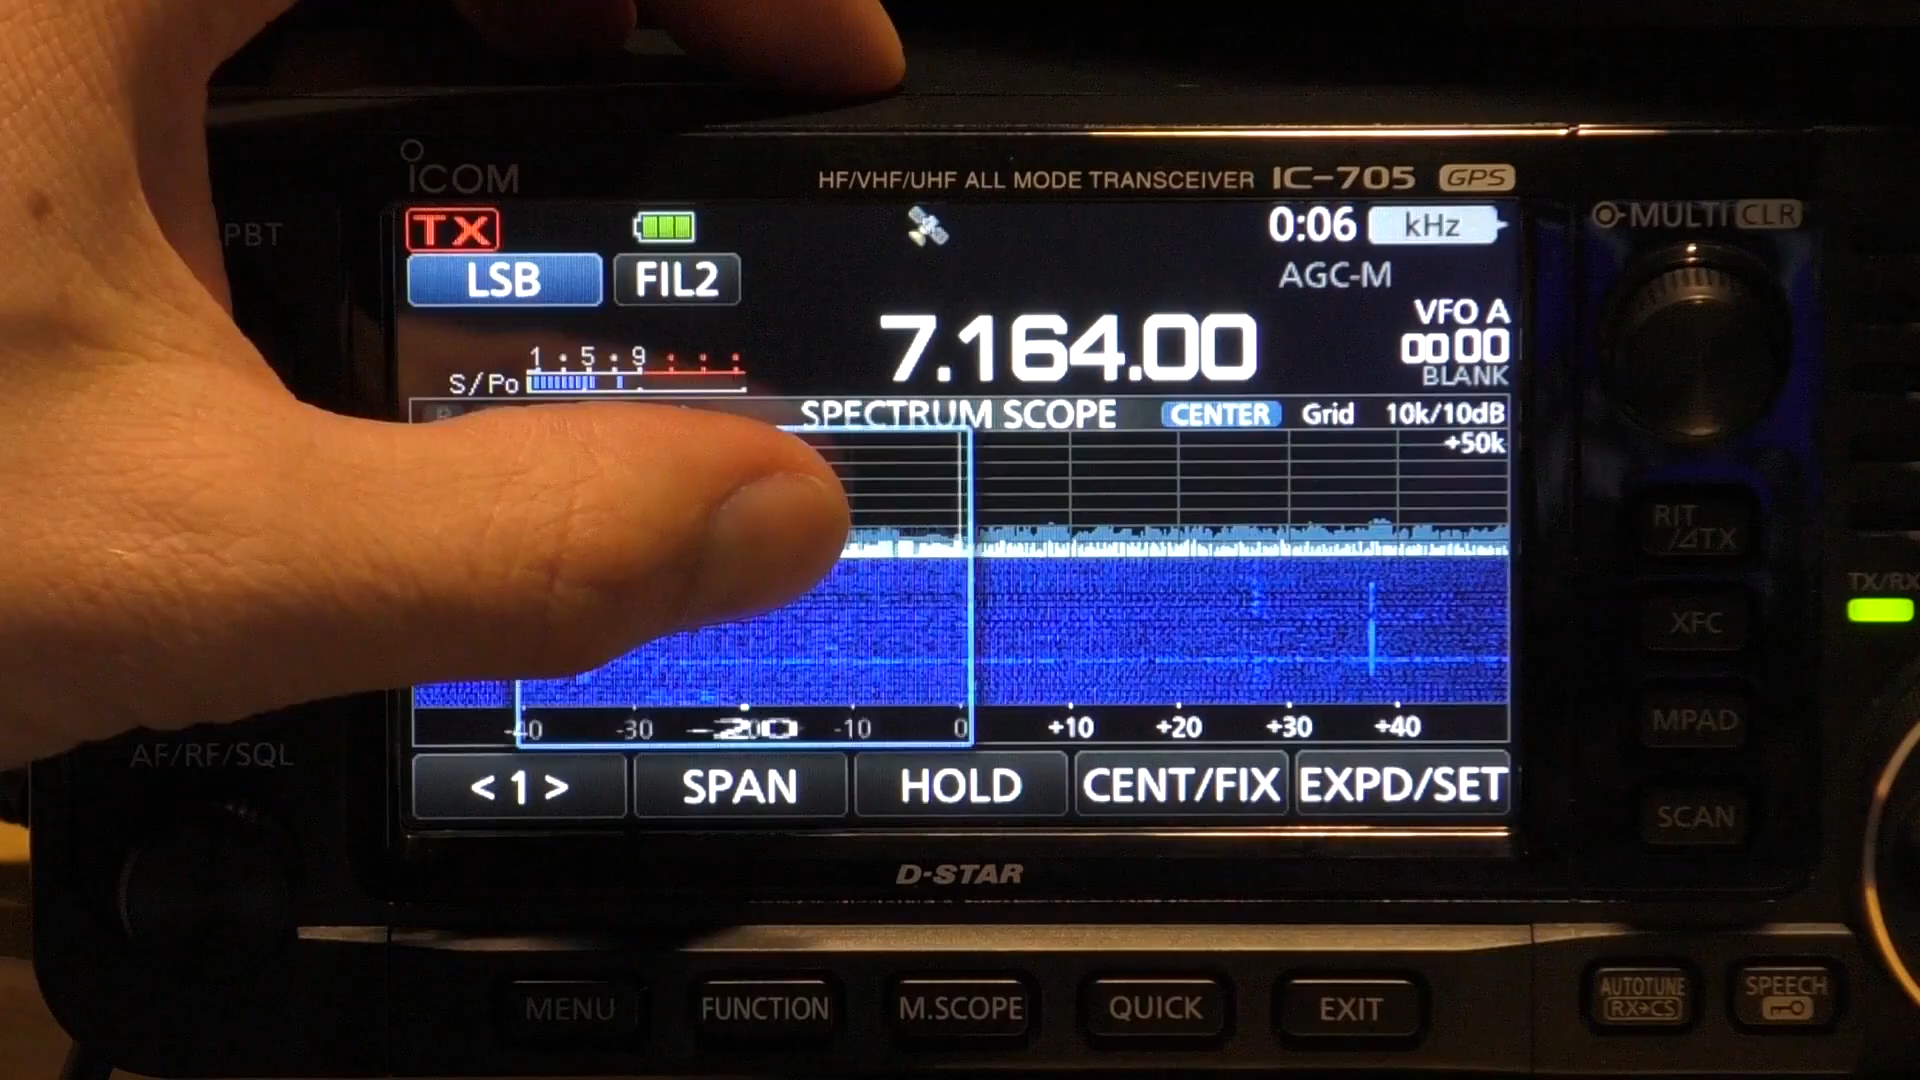 ICOM
HF/VHF/UHF ALL MODE TRANSCEIVER IC-705 GPS
PBT
TX 0:06 kHz
MULTI CLR
LSB FIL2 AGC-M
7.164.00
VFO A
00 00
BLANK
1 · 5 · 9
S/Po
SPECTRUM SCOPE CENTER Grid 10k/10dB
+50k
RIT
/⊿TX
TX/RX
XFC
MPAD
-40 -30 -20 -10 0 +10 +20 +30 +40
AF/RF/SQL
< 1 > SPAN HOLD CENT/FIX EXPD/SET
SCAN
D-STAR
MENU FUNCTION M.SCOPE QUICK EXIT
AUTOTUNE
RX→CS
SPEECH